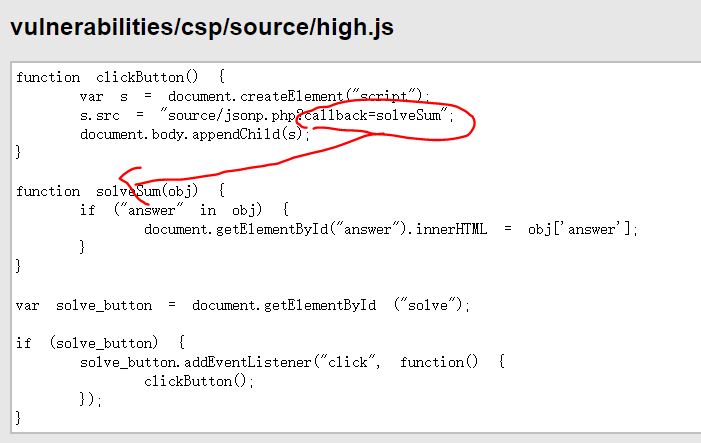 vulnerabilities/csp/source/high.js
function clickButton() {
var s = document.createElement("script");
s.src = "source/jsonp.php?callback=solveSum";
document.body.appendChild(s);
}
function solveSum(obj) {
if ("answer" in obj) {
document.getElementById("answer").innerHTML = obj['answer'];
}
}
var solve_button = document.getElementById ("solve");
if (solve_button) {
solve_button.addEventListener("click", function() {
clickButton();
});
}